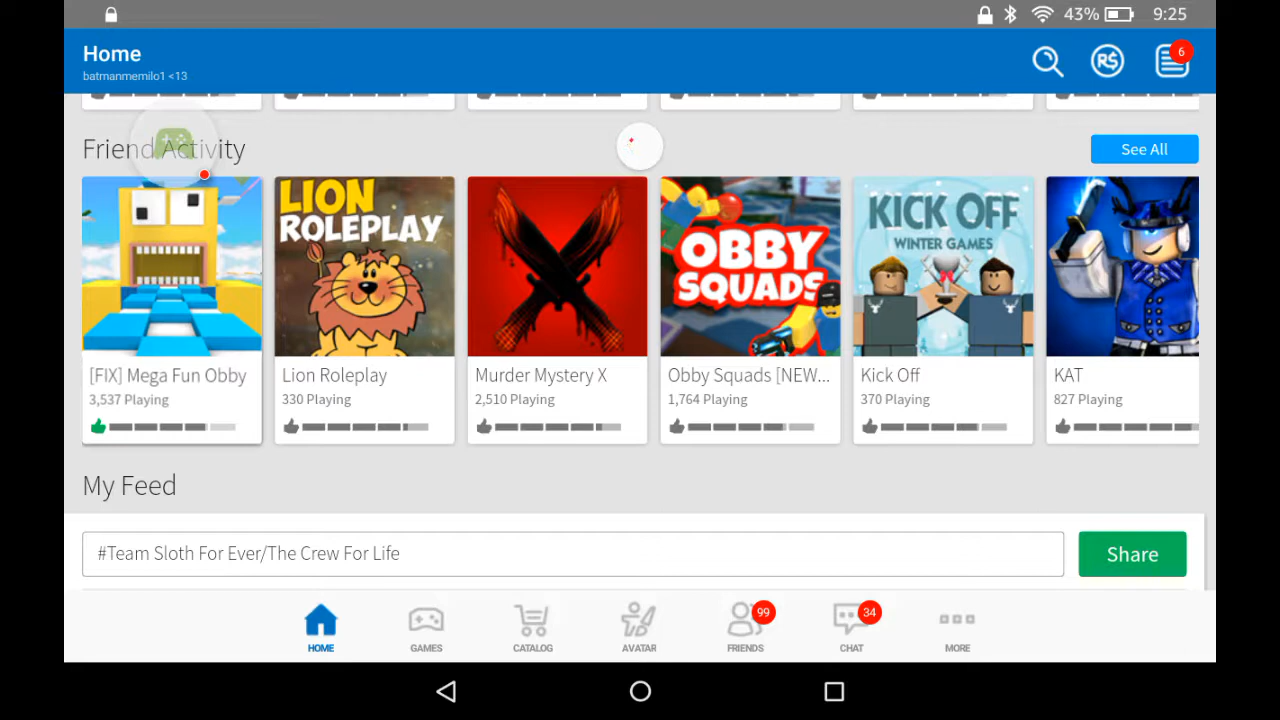 43% 9:25
Home
batmanmemilo1 <13
R$
6
Friend Activity
See All
LION
ROLEPLAY
OBBY
SQUADS
KICK OFF
WINTER GAMES
[FIX] Mega Fun Obby
Lion Roleplay
Murder Mystery X
Obby Squads [NEW...
Kick Off
KAT
3,537 Playing
330 Playing
2,510 Playing
1,764 Playing
370 Playing
827 Playing
My Feed
#Team Sloth For Ever/The Crew For Life
Share
99
34
HOME
GAMES
CATALOG
AVATAR
FRIENDS
CHAT
MORE